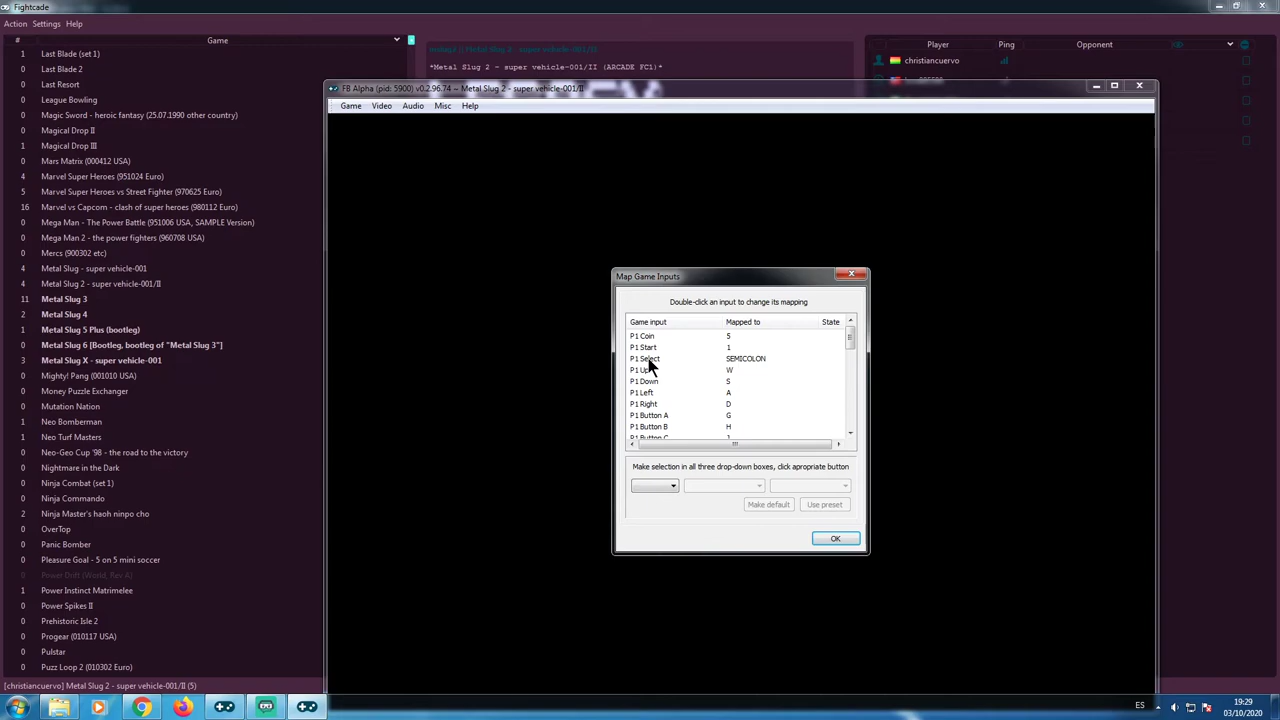 Fightcade
Action Settings Help
# Game
1 Last Blade (set 1)
0 Last Blade 2
0 Last Resort
0 League Bowling
0 Magic Sword - heroic fantasy (25.07.1990 other country)
0 Magical Drop II
0 Magical Drop III
0 Mars Matrix (000412 USA)
4 Marvel Super Heroes (951024 Euro)
5 Marvel Super Heroes vs Street Fighter (970625 Euro)
16 Marvel vs Capcom - clash of super heroes (980112 Euro)
0 Mega Man - The Power Battle (951006 USA, SAMPLE Version)
0 Mega Man 2 - the power fighters (960708 USA)
0 Mercs (900302 etc)
4 Metal Slug - super vehicle-001
4 Metal Slug 2 - super vehicle-001/II
11 Metal Slug 3
2 Metal Slug 4
1 Metal Slug 5 Plus (bootleg)
0 Metal Slug 6 [Bootleg, bootleg of "Metal Slug 3"]
3 Metal Slug X - super vehicle-001
0 Mighty! Pang (001010 USA)
0 Money Puzzle Exchanger
0 Mutation Nation
0 Neo Bomberman
1 Neo Turf Masters
0 Neo-Geo Cup '98 - the road to the victory
0 Nightmare in the Dark
0 Ninja Combat (set 1)
0 Ninja Commando
2 Ninja Master's haoh ninpo cho
0 OverTop
0 Panic Bomber
0 Pleasure Goal - 5 on 5 mini soccer
0 Power Drift (World, Rev A)
1 Power Instinct Matrimelee
0 Power Spikes II
0 Prehistoric Isle 2
0 Progear (010117 USA)
0 Pulstar
0 Puzz Loop 2 (010302 Euro)
[christiancuervo] Metal Slug 2 - super vehicle-001/II (5)
*Metal Slug 2 - super vehicle-001/II (ARCADE FC1)*
Player Ping Opponent
christiancuervo
FB Alpha (pid: 5900) v0.2.96.74 ~ Metal Slug 2 - super vehicle-001/II
Game Video Audio Misc Help
Map Game Inputs
Double-click an input to change its mapping
Game input Mapped to State
P1 Coin 5
P1 Start 1
P1 Select SEMICOLON
P1 Up W
P1 Down S
P1 Left A
P1 Right D
P1 Button A G
P1 Button B H
P1 Button C J
Make selection in all three drop-down boxes, click apropriate button
Make default Use preset
OK
ES
19:29
03/10/2020